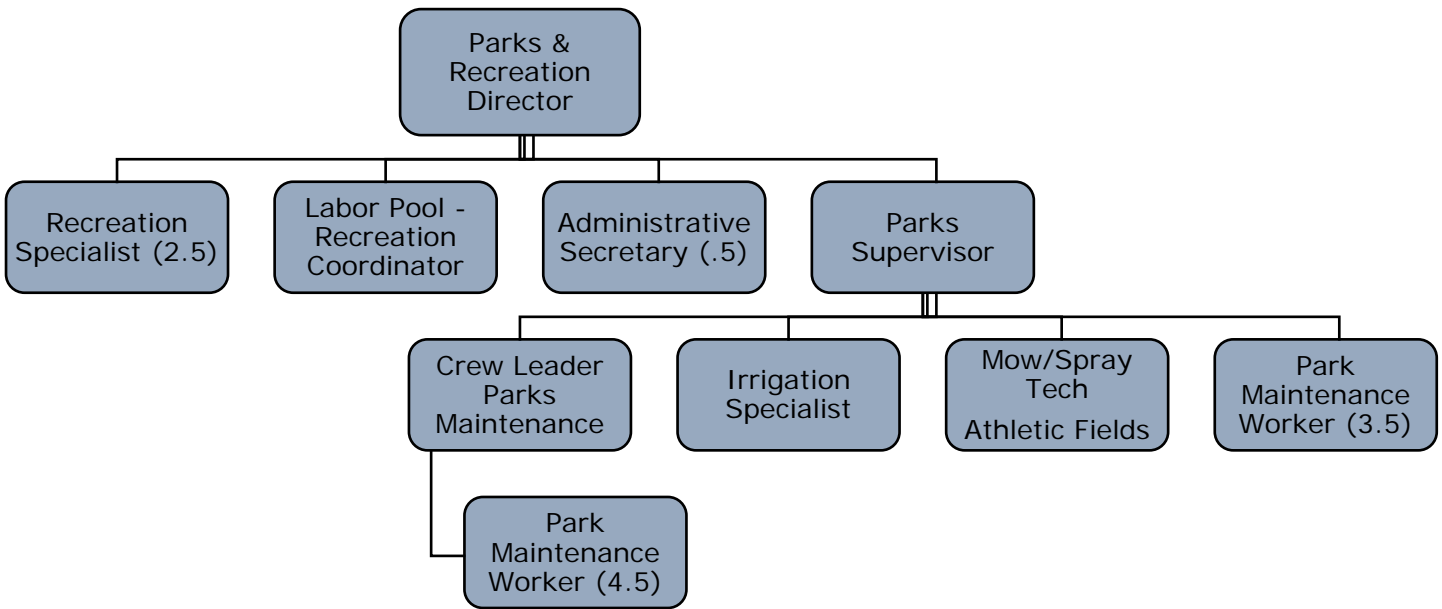 Parks &
Recreation
Director
Recreation
Specialist (2.5)
Labor Pool -
Recreation
Coordinator
Administrative
Secretary (.5)
Parks
Supervisor
Crew Leader
Parks
Maintenance
Irrigation
Specialist
Mow/Spray
Tech
Athletic Fields
Park
Maintenance
Worker (3.5)
Park
Maintenance
Worker (4.5)